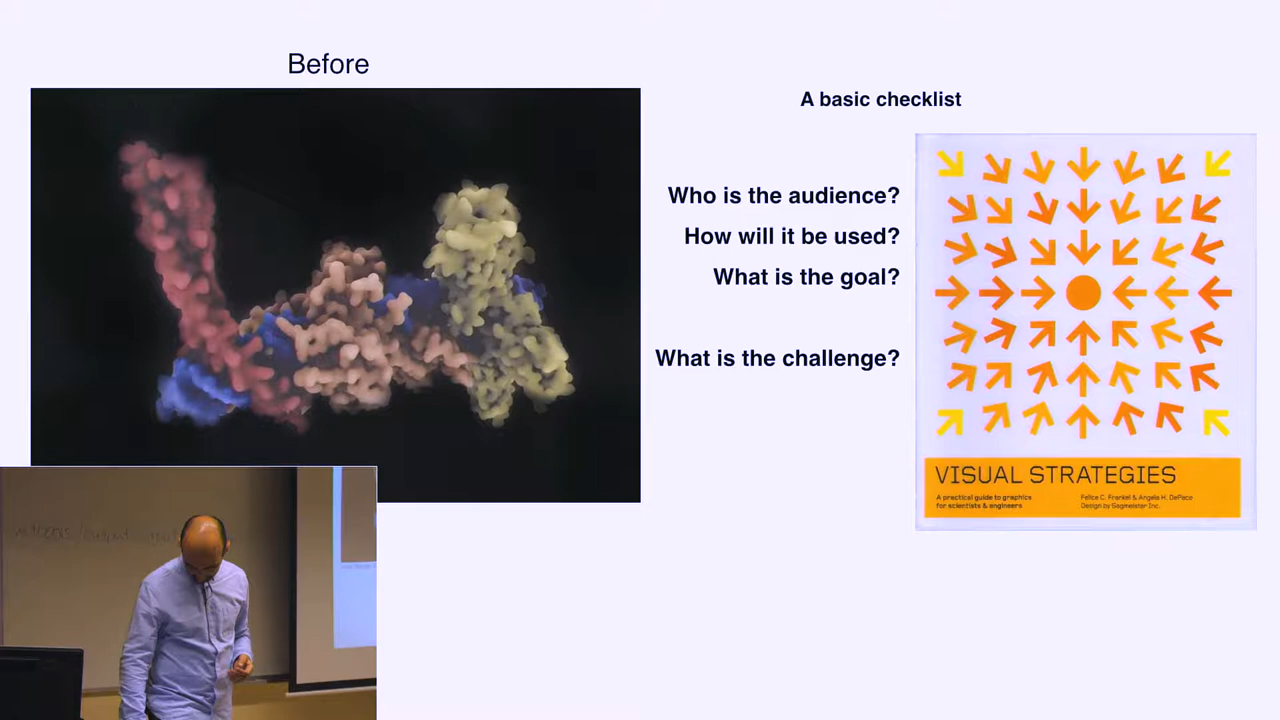 Before
A basic checklist
Who is the audience?
How will it be used?
What is the goal?
What is the challenge?
VISUAL STRATEGIES
A practical guide to graphics
for scientists & engineers
Felice C. Frankel & Angela H. DePace
Design by Sagmeister Inc.